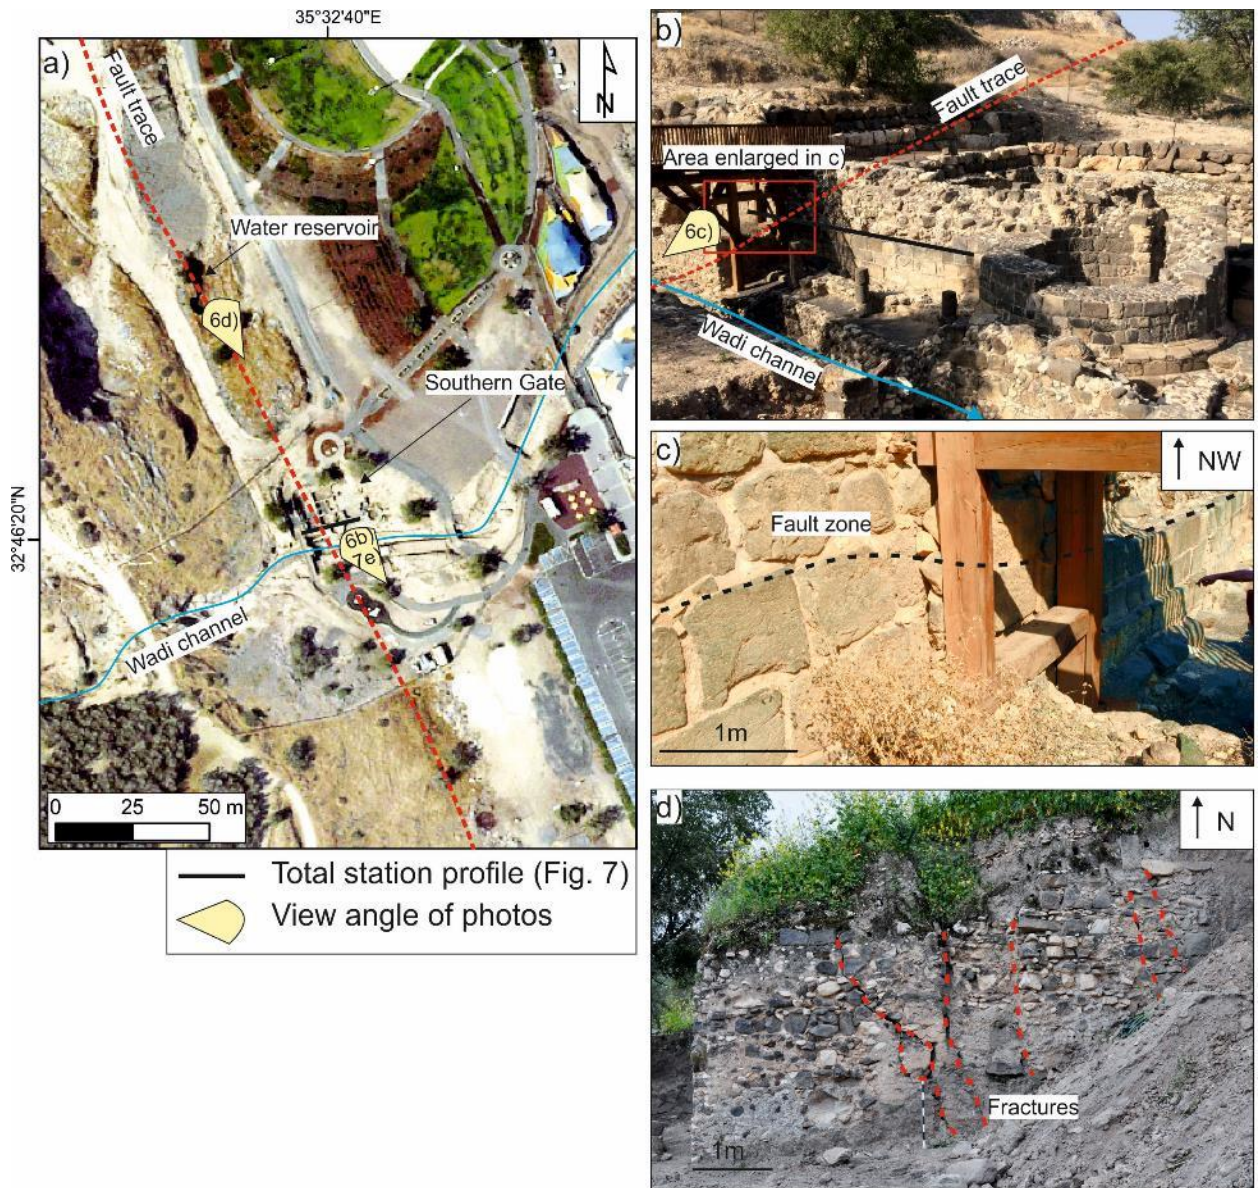 35°32'40"E
32°46'20"N
a)
N
Fault trace
Water reservoir
6d)
Southern Gate
6b)
7e
Wadi channel
0 25 50 m
Total station profile (Fig. 7)
View angle of photos
b)
Fault trace
Area enlarged in c)
6c)
Wadi channel
c)
NW
Fault zone
1m
d)
N
Fractures
1m